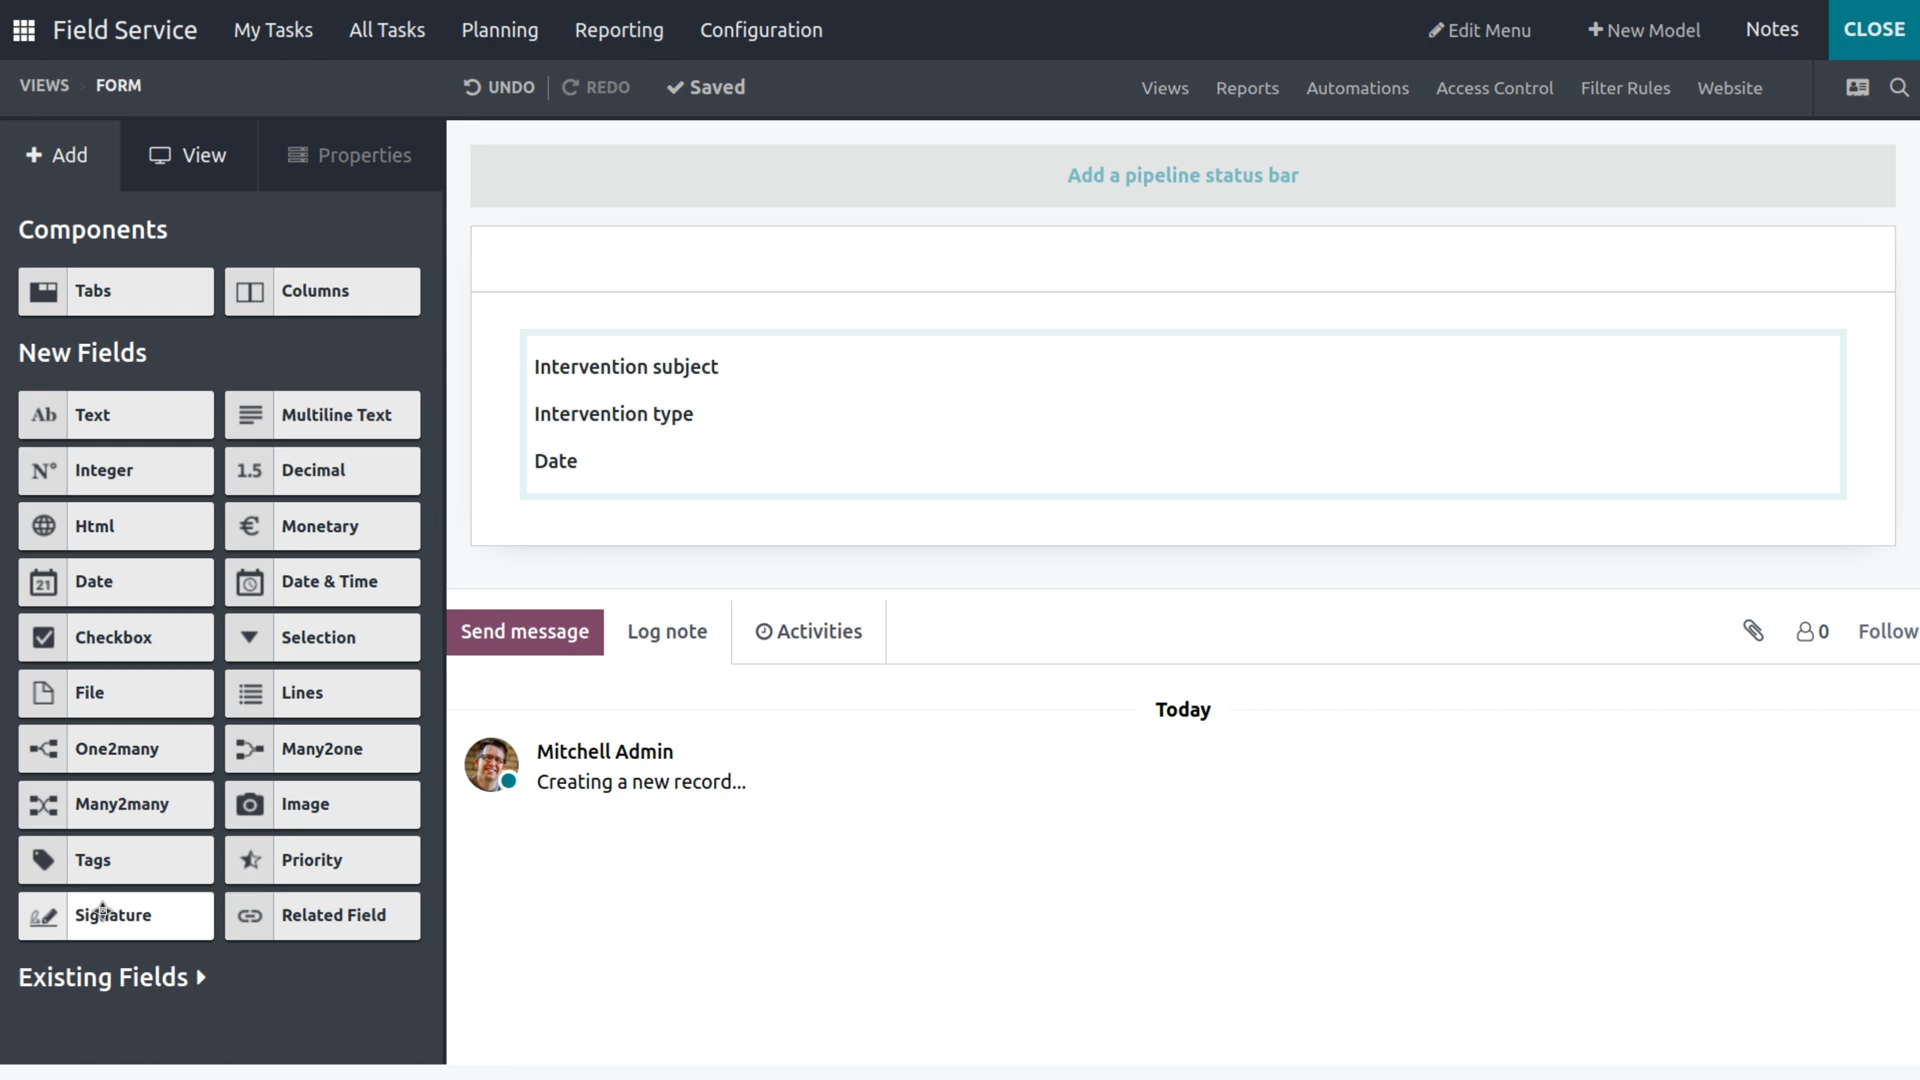 Field Service My Tasks All Tasks Planning Reporting Configuration Edit Menu New Model Notes CLOSE
VIEWS FORM UNDO REDO Saved Views Reports Automations Access Control Filter Rules Website
Add View Properties
Add a pipeline status bar
Components
Tabs Columns
New Fields
Ab Text Multiline Text
N° Integer 1.5 Decimal
Html € Monetary
21 Date Date & Time
Checkbox Selection
File Lines
One2many Many2one
Many2many Image
Tags Priority
Signature Related Field
Existing Fields
Intervention subject
Intervention type
Date
Send message Log note Activities 0 Follow
Today
Mitchell Admin
Creating a new record...